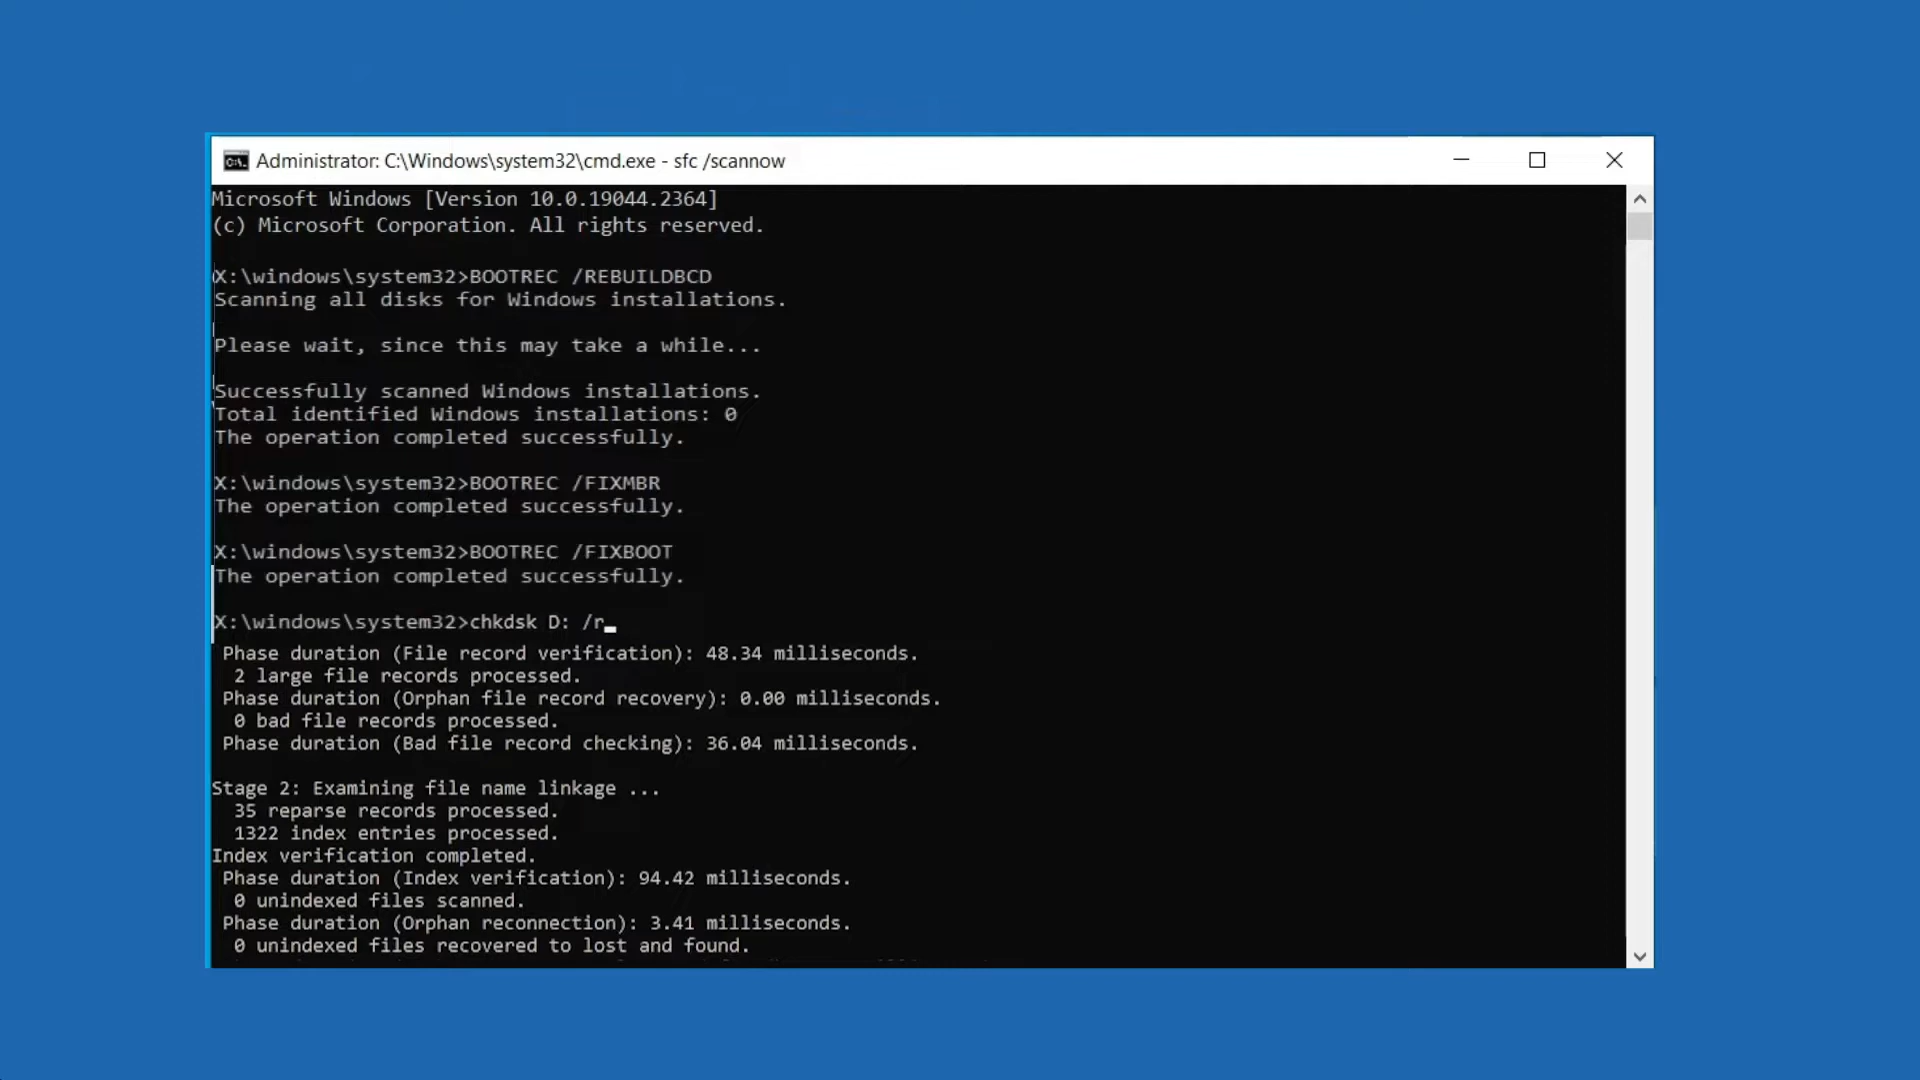 Administrator: C:\Windows\system32\cmd.exe - sfc /scannow
Microsoft Windows [Version 10.0.19044.2364]
(c) Microsoft Corporation. All rights reserved.
X:\windows\system32>BOOTREC /REBUILDBCD
Scanning all disks for Windows installations.
Please wait, since this may take a while...
Successfully scanned Windows installations.
Total identified Windows installations: 0
The operation completed successfully.
X:\windows\system32>BOOTREC /FIXMBR
The operation completed successfully.
X:\windows\system32>BOOTREC /FIXBOOT
The operation completed successfully.
X:\windows\system32>chkdsk D: /r_
Phase duration (File record verification): 48.34 milliseconds.
2 large file records processed.
Phase duration (Orphan file record recovery): 0.00 milliseconds.
0 bad file records processed.
Phase duration (Bad file record checking): 36.04 milliseconds.
Stage 2: Examining file name linkage ...
35 reparse records processed.
1322 index entries processed.
Index verification completed.
Phase duration (Index verification): 94.42 milliseconds.
0 unindexed files scanned.
Phase duration (Orphan reconnection): 3.41 milliseconds.
0 unindexed files recovered to lost and found.